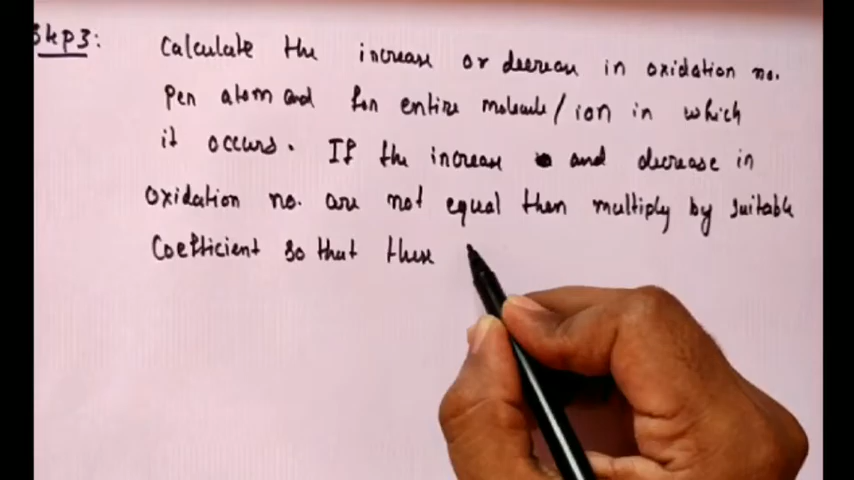 Step3:
Calculate the increase or decrease in oxidation no.
per atom and for entire molecule/ion in which
it occurs. If the increase and decrease in
oxidation no. are not equal then multiply by suitable
Coefficient so that these